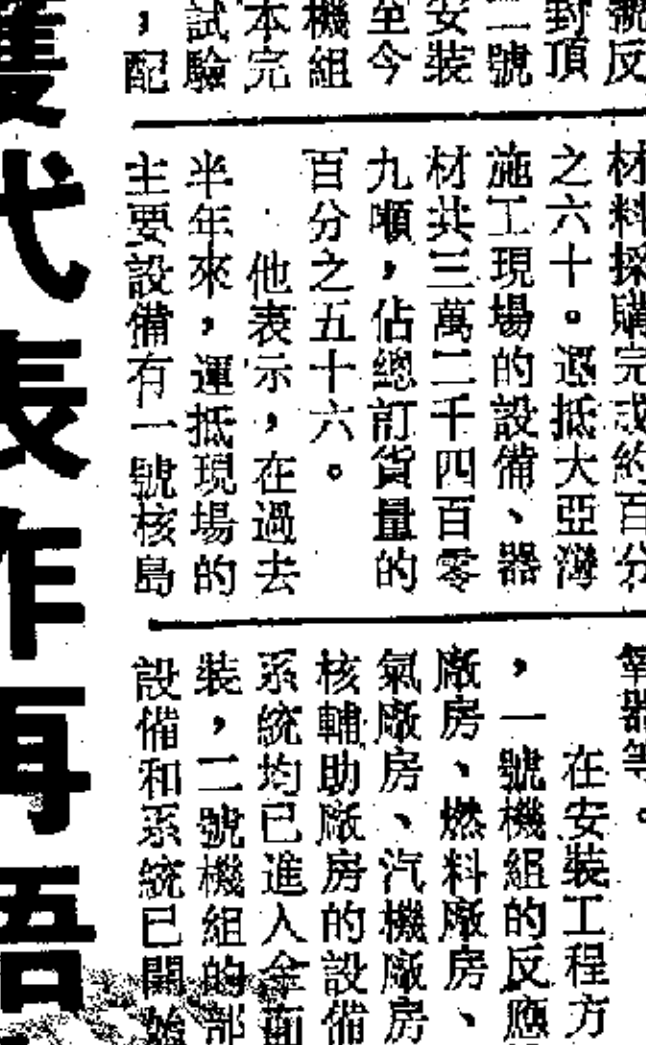 號反
封頂
二號
安裝
至今
機組
本完
試驗
，配
材料採購完成約百分
之六十。運抵大亞灣
施工現場的設備、器
材共三萬二千四百零
九噸，佔總訂貨量的
百分之五十六。
他表示，在過去
半年來，運抵現場的
主要設備有一號核島
器等。
在安裝工程方
，一號機組的反應
廠房、燃料廠房、
氣廠房、汽機廠房
核輔助廠房的設備
系統均已進入全面
裝，二號機組的部
設備和系統已開始
代表作再